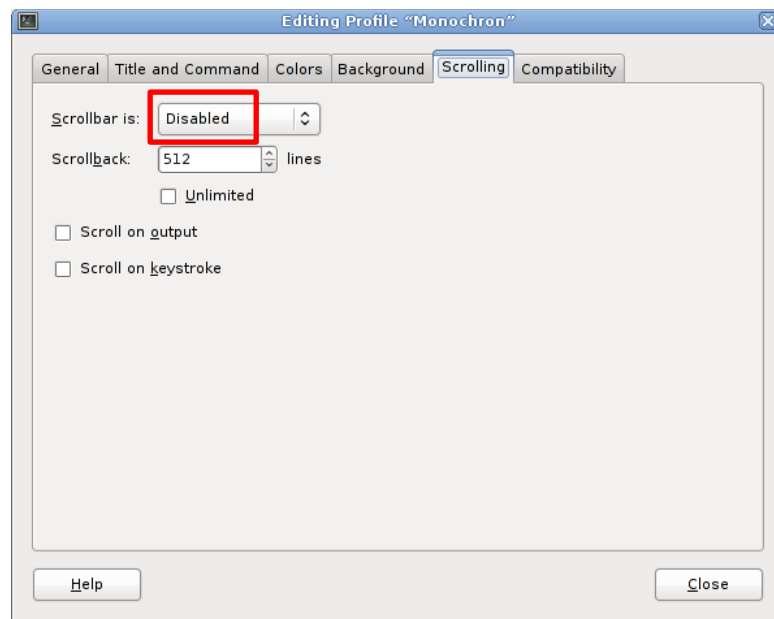 Editing Profile “Monochron”
General Title and Command Colors Background Scrolling Compatibility
Scrollbar is: Disabled
Scrollback: 512 lines
Unlimited
Scroll on output
Scroll on keystroke
Help Close